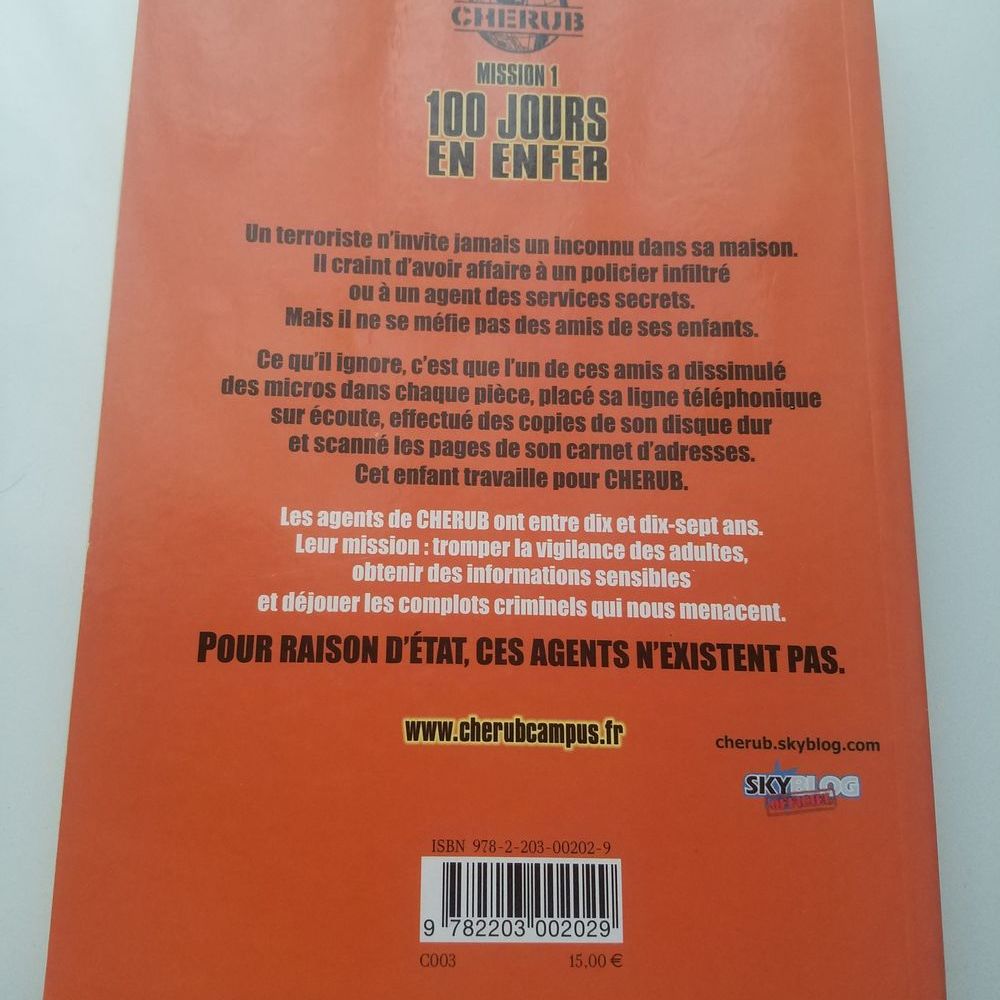 CHERUB
MISSION 1
100 JOURS
EN ENFER
Un terroriste n'invite jamais un inconnu dans sa maison.
Il craint d'avoir affaire à un policier infiltré
ou à un agent des services secrets.
Mais il ne se méfie pas des amis de ses enfants.
Ce qu'il ignore, c'est que l'un de ces amis a dissimulé
des micros dans chaque pièce, placé sa ligne téléphonique
sur écoute, effectué des copies de son disque dur
et scanné les pages de son carnet d'adresses.
Cet enfant travaille pour CHERUB.
Les agents de CHERUB ont entre dix et dix-sept ans.
Leur mission : tromper la vigilance des adultes,
obtenir des informations sensibles
et déjouer les complots criminels qui nous menacent.
POUR RAISON D'ÉTAT, CES AGENTS N'EXISTENT PAS.
www.cherubcampus.fr
cherub.skyblog.com
SKYBLOG
OFFICIEL
ISBN 978-2-203-00202-9
9 782203 002029
C003 15,00 €